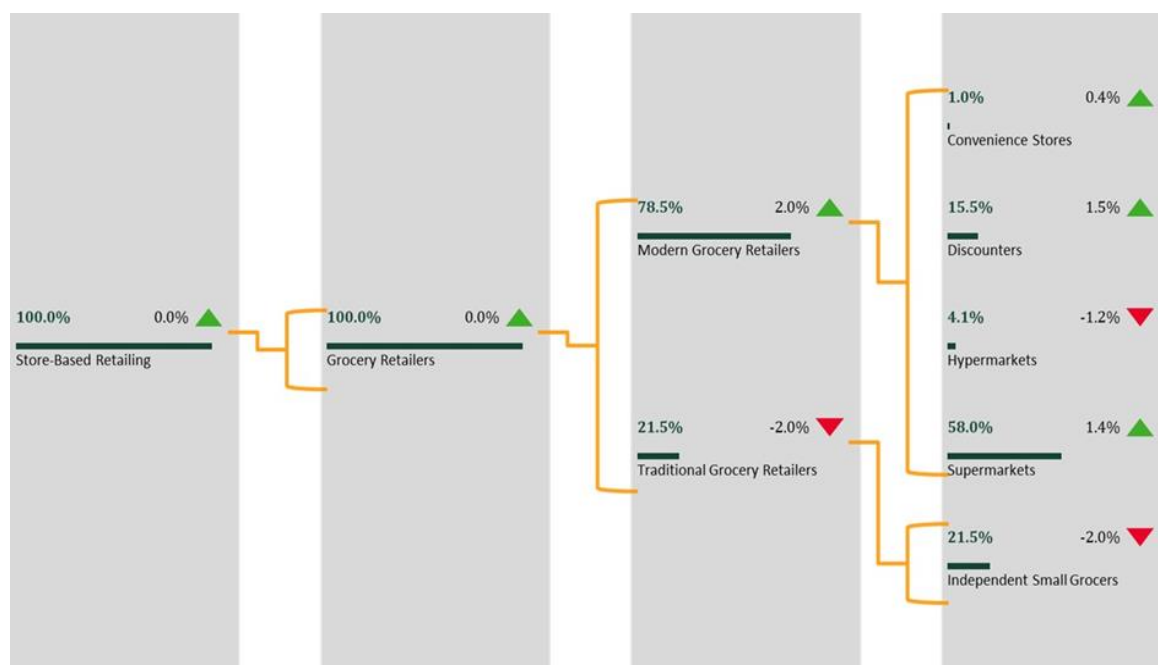 100.0% 0.0%
Store-Based Retailing
100.0% 0.0%
Grocery Retailers
78.5% 2.0%
Modern Grocery Retailers
21.5% -2.0%
Traditional Grocery Retailers
1.0% 0.4%
Convenience Stores
15.5% 1.5%
Discounters
4.1% -1.2%
Hypermarkets
58.0% 1.4%
Supermarkets
21.5% -2.0%
Independent Small Grocers